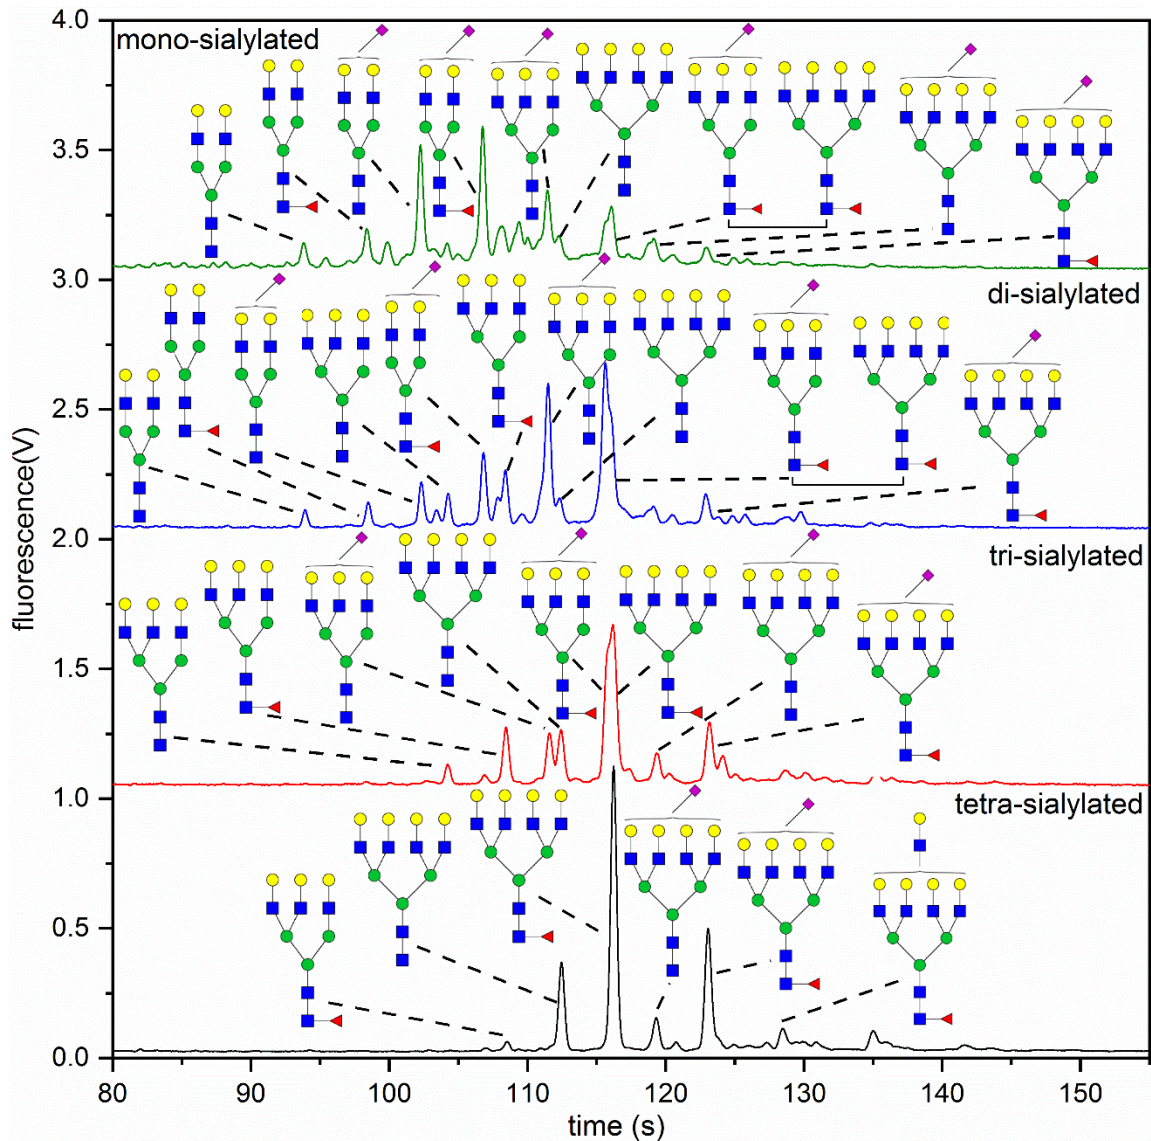 4.0
mono-sialylated
3.5
3.0
di-sialylated
2.5
fluorescence(V)
2.0
tri-sialylated
1.5
1.0
tetra-sialylated
0.5
0.0
80 90 100 110 120 130 140 150
time (s)